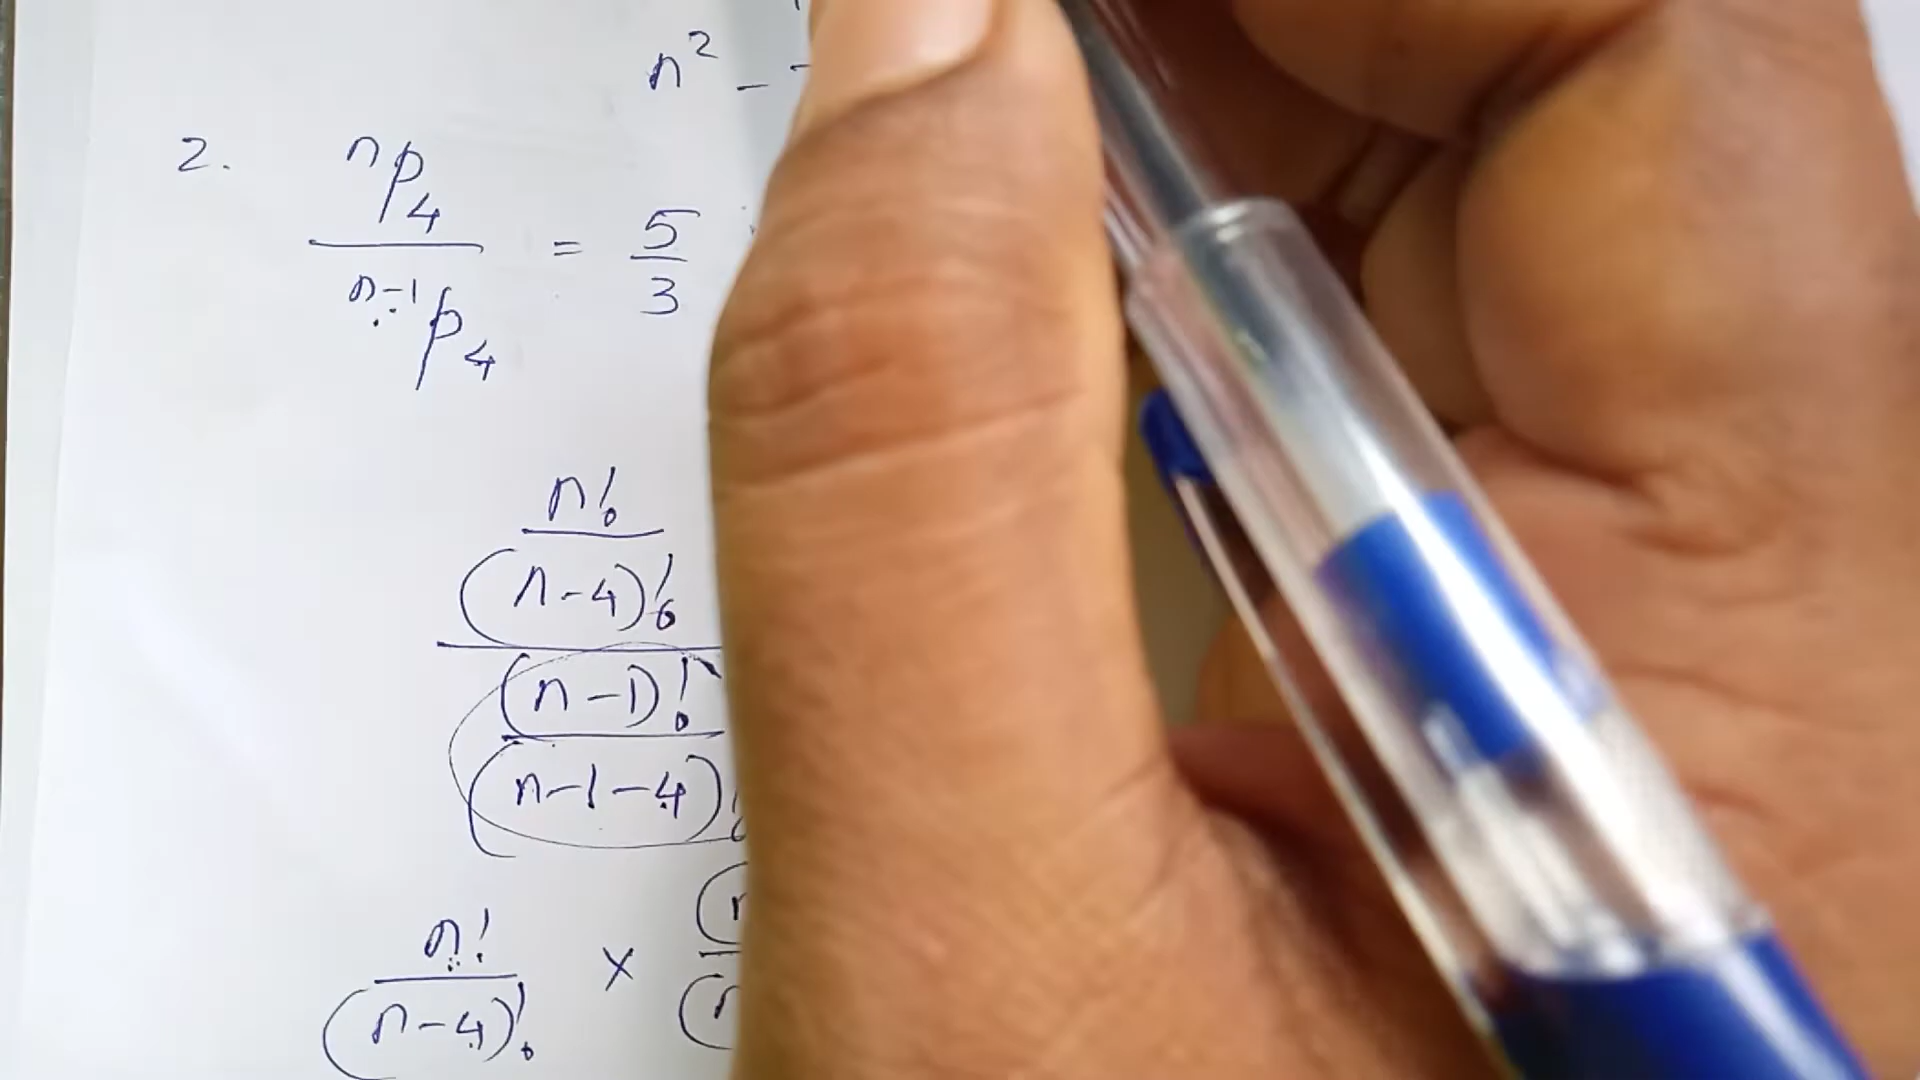 n² -
2. ⁿp₄ / ⁿ⁻¹p₄ = 5/3
n!
(n-4)!
(n-1)!
(n-1-4)!
n! / (n-4)! ×